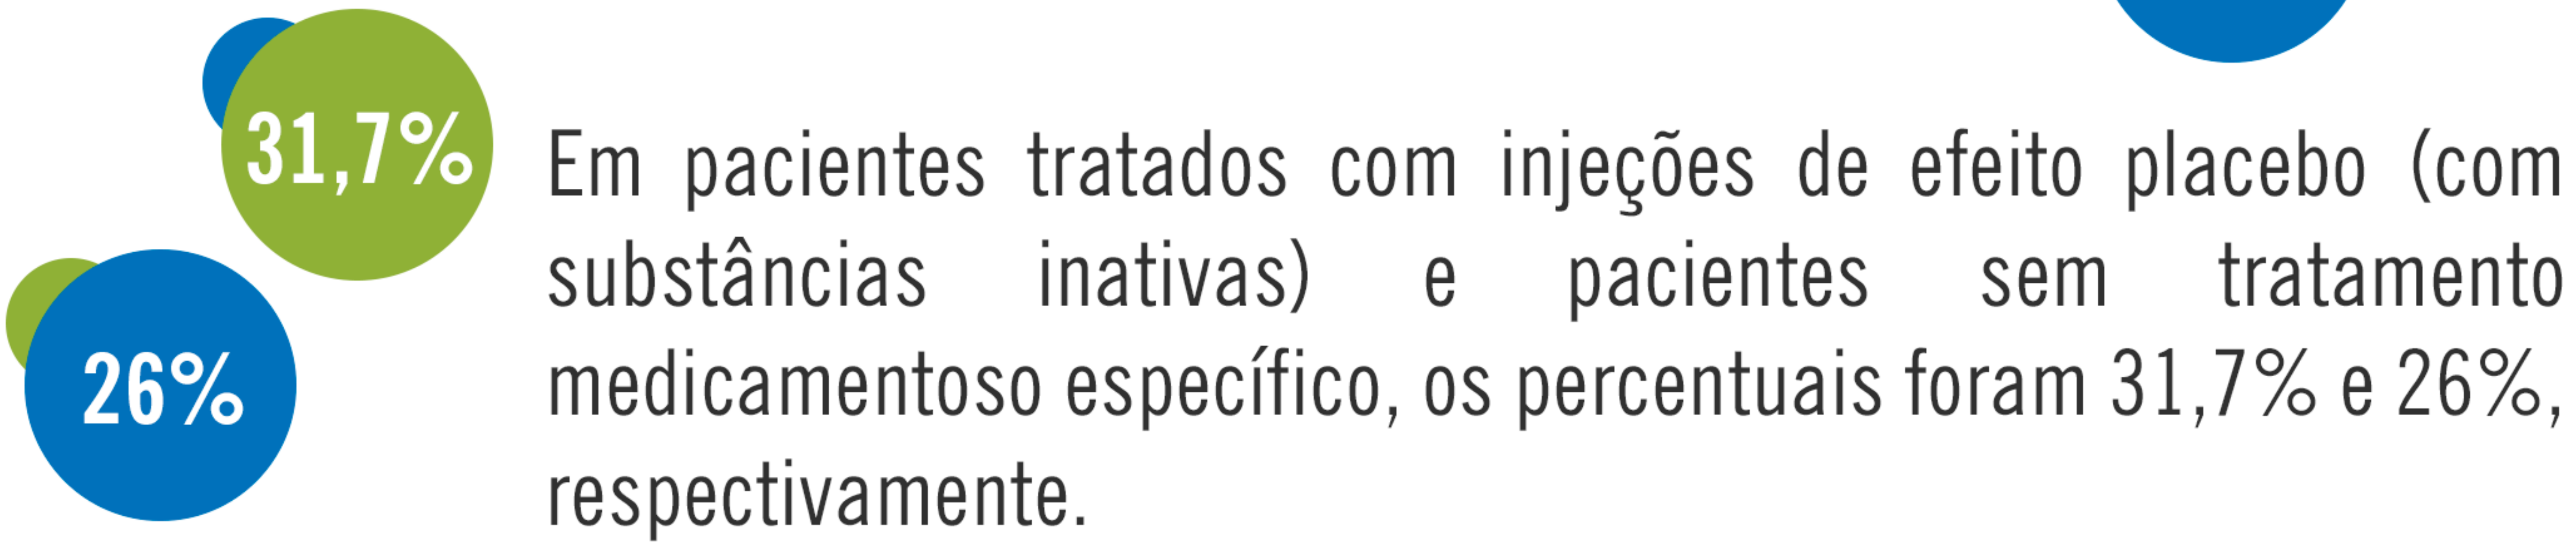 31,7%
26%
Em pacientes tratados com injeções de efeito placebo (com
substâncias inativas) e pacientes sem tratamento
medicamentoso específico, os percentuais foram 31,7% e 26%,
respectivamente.